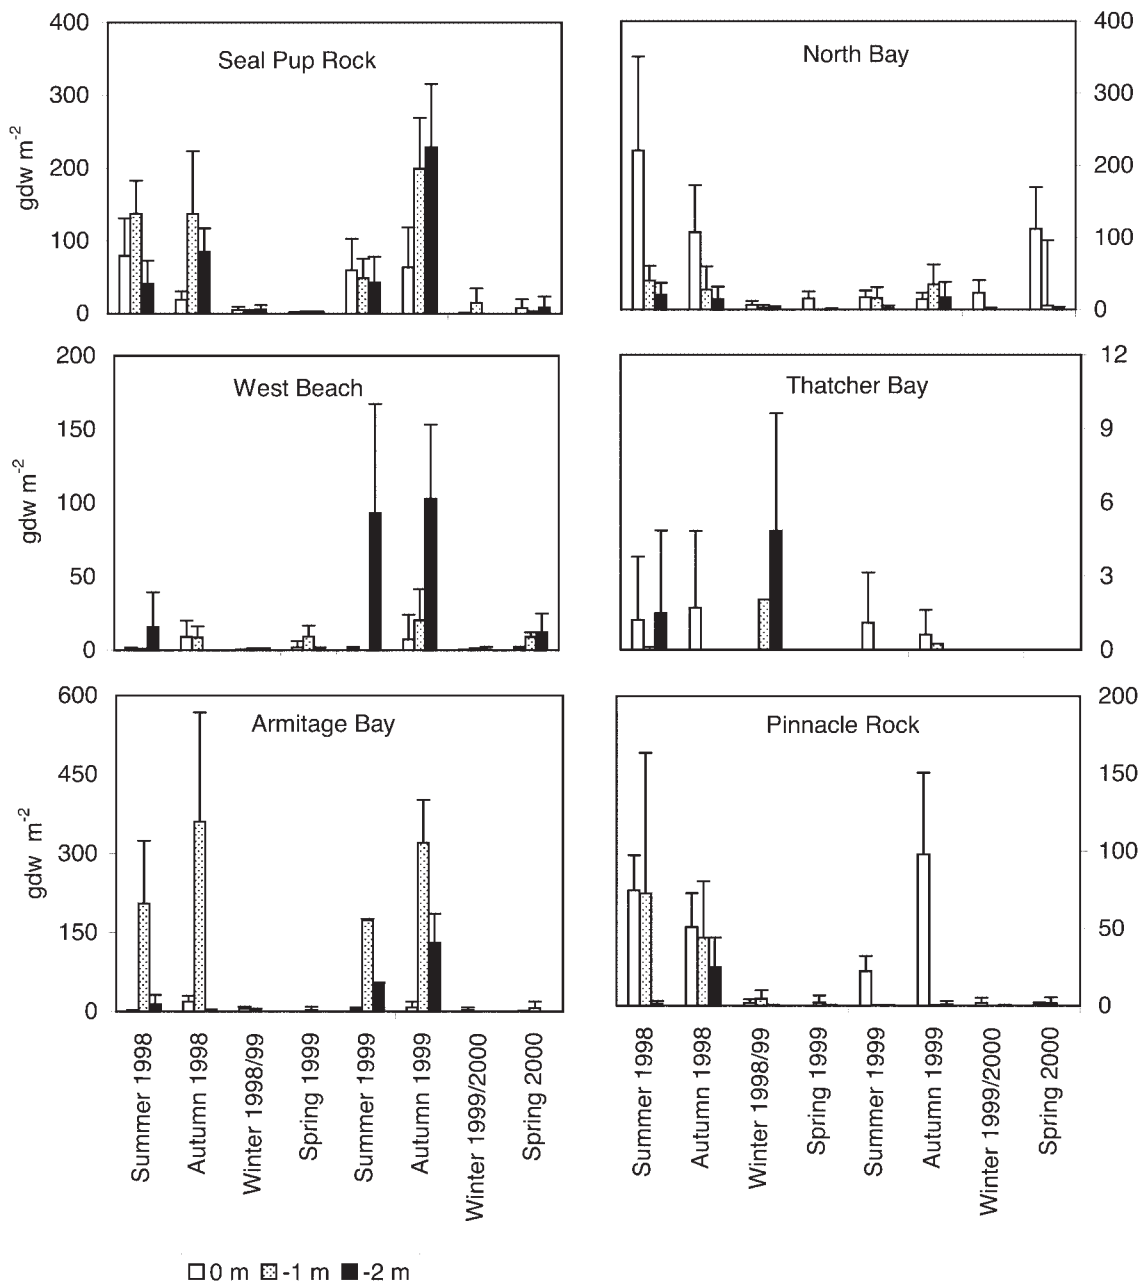 Seal Pup Rock
400
300
200
100
0
gdw m-2
North Bay
400
300
200
100
0
West Beach
200
150
100
50
0
gdw m-2
Thatcher Bay
12
9
6
3
0
Armitage Bay
600
450
300
150
0
gdw m-2
Pinnacle Rock
200
150
100
50
0
Summer 1998
Autumn 1998
Winter 1998/99
Spring 1999
Summer 1999
Autumn 1999
Winter 1999/2000
Spring 2000
Summer 1998
Autumn 1998
Winter 1998/99
Spring 1999
Summer 1999
Autumn 1999
Winter 1999/2000
Spring 2000
0 m -1 m -2 m